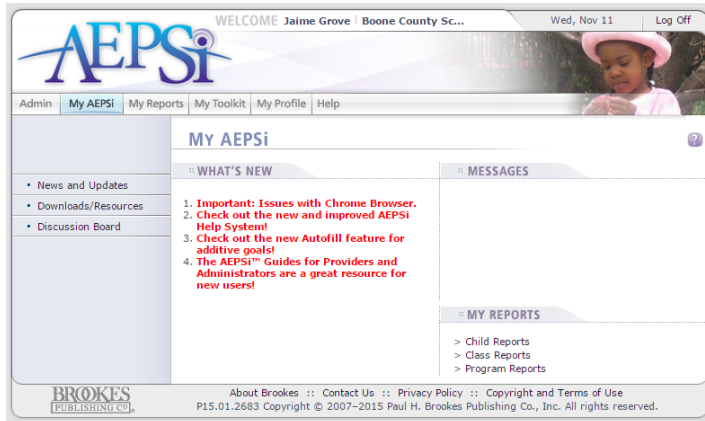 WELCOME Jaime Grove Boone County Sc...
Wed, Nov 11
Log Off
AEPSi
Admin My AEPSi My Reports My Toolkit My Profile Help
MY AEPSi
?
News and Updates
Downloads/Resources
Discussion Board
WHAT'S NEW
1. Important: Issues with Chrome Browser.
2. Check out the new and improved AEPSi
Help System!
3. Check out the new Autofill feature for
additive goals!
4. The AEPSi™ Guides for Providers and
Administrators are a great resource for
new users!
MESSAGES
MY REPORTS
> Child Reports
> Class Reports
> Program Reports
BROOKES
PUBLISHING CO.
About Brookes :: Contact Us :: Privacy Policy :: Copyright and Terms of Use
P15.01.2683 Copyright © 2007–2015 Paul H. Brookes Publishing Co., Inc. All rights reserved.